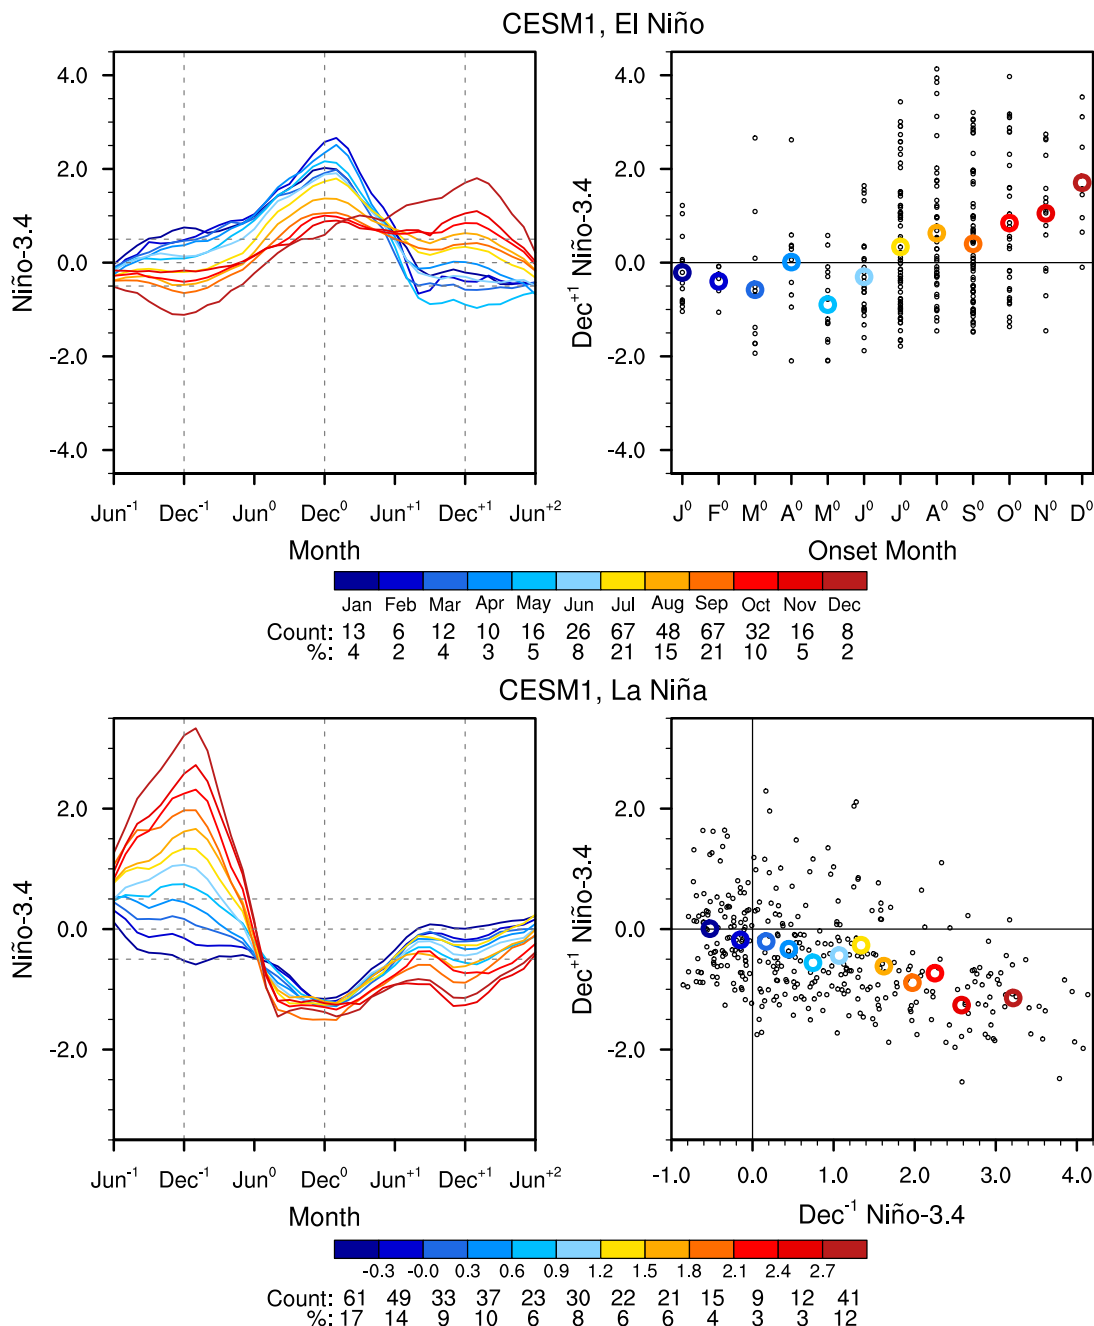 CESM1, El Niño
4.0
2.0
0.0
-2.0
-4.0
Niño-3.4
Jun⁻¹ Dec⁻¹ Jun⁰ Dec⁰ Jun⁺¹ Dec⁺¹ Jun⁺²
Month
4.0
2.0
0.0
-2.0
-4.0
Dec⁺¹ Niño-3.4
J⁰ F⁰ M⁰ A⁰ M⁰ J⁰ J⁰ A⁰ S⁰ O⁰ N⁰ D⁰
Onset Month
Jan Feb Mar Apr May Jun Jul Aug Sep Oct Nov Dec
Count: 13 6 12 10 16 26 67 48 67 32 16 8
%: 4 2 4 3 5 8 21 15 21 10 5 2
CESM1, La Niña
2.0
0.0
-2.0
Niño-3.4
Jun⁻¹ Dec⁻¹ Jun⁰ Dec⁰ Jun⁺¹ Dec⁺¹ Jun⁺²
Month
2.0
0.0
-2.0
Dec⁺¹ Niño-3.4
-1.0 0.0 1.0 2.0 3.0 4.0
Dec⁻¹ Niño-3.4
-0.3 -0.0 0.3 0.6 0.9 1.2 1.5 1.8 2.1 2.4 2.7
Count: 61 49 33 37 23 30 22 21 15 9 12 41
%: 17 14 9 10 6 8 6 6 4 3 3 12